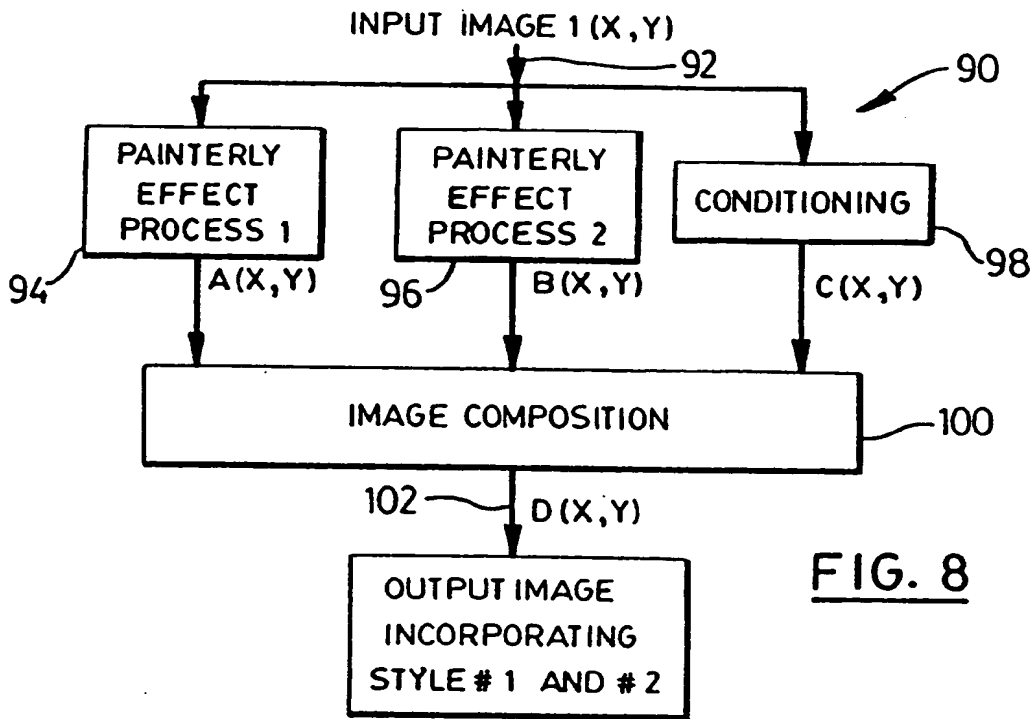 INPUT IMAGE 1(X,Y)
92
90
PAINTERLY
EFFECT
PROCESS 1
94
PAINTERLY
EFFECT
PROCESS 2
96
CONDITIONING
98
A(X,Y)
B(X,Y)
C(X,Y)
IMAGE COMPOSITION
100
102
D(X,Y)
OUTPUT IMAGE
INCORPORATING
STYLE # 1 AND # 2
FIG. 8